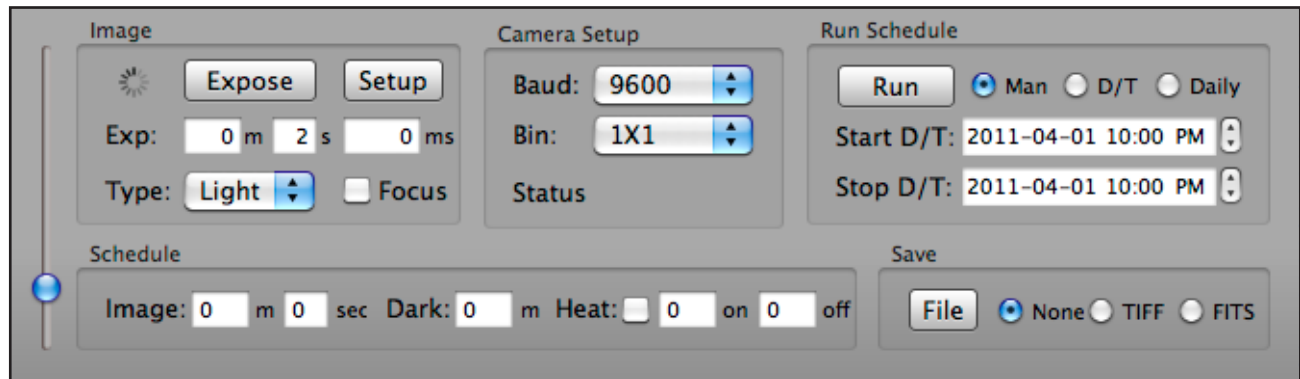 Image
Expose Setup
Exp: 0 m 2 s 0 ms
Type: Light Focus
Camera Setup
Baud: 9600
Bin: 1X1
Status
Run Schedule
Run Man D/T Daily
Start D/T: 2011-04-01 10:00 PM
Stop D/T: 2011-04-01 10:00 PM
Schedule
Image: 0 m 0 sec Dark: 0 m Heat: 0 on 0 off
Save
File None TIFF FITS